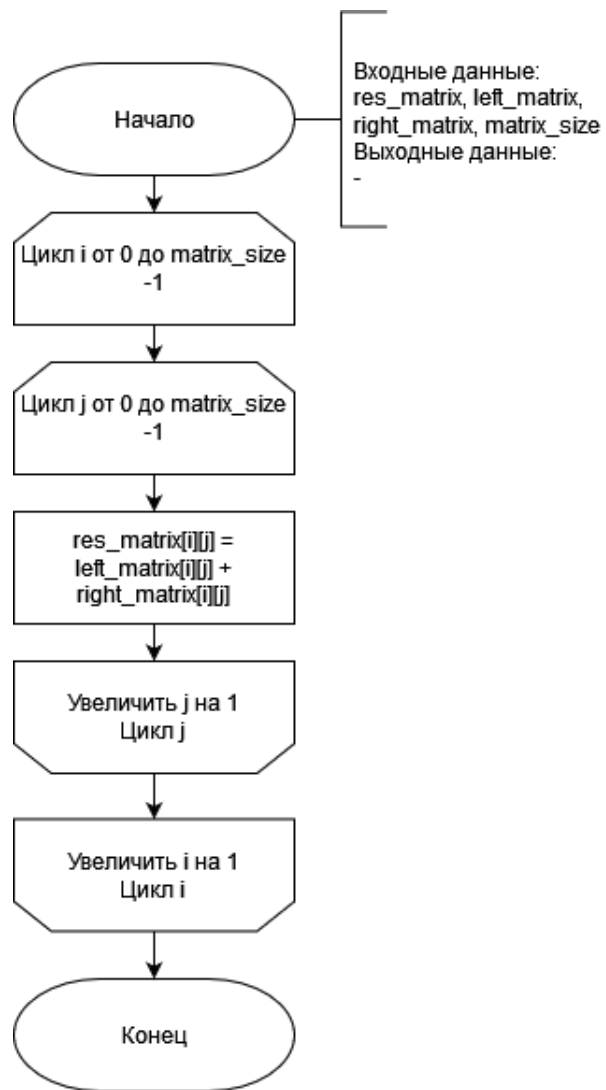 Начало
Входные данные:
res_matrix, left_matrix,
right_matrix, matrix_size
Выходные данные:
-
Цикл i от 0 до matrix_size
-1
Цикл j от 0 до matrix_size
-1
res_matrix[i][j] =
left_matrix[i][j] +
right_matrix[i][j]
Увеличить j на 1
Цикл j
Увеличить i на 1
Цикл i
Конец